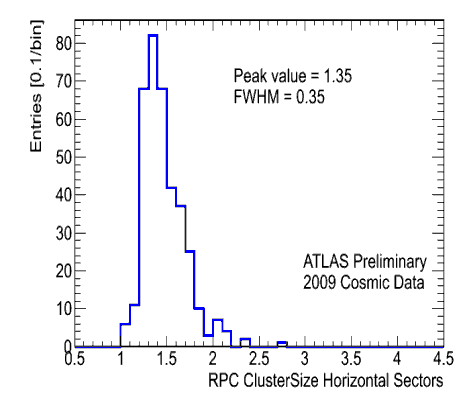 Entries [0.1/bin]
80
70
60
50
40
30
20
10
0
0.5 1 1.5 2 2.5 3 3.5 4 4.5
RPC ClusterSize Horizontal Sectors
Peak value = 1.35
FWHM = 0.35
ATLAS Preliminary
2009 Cosmic Data